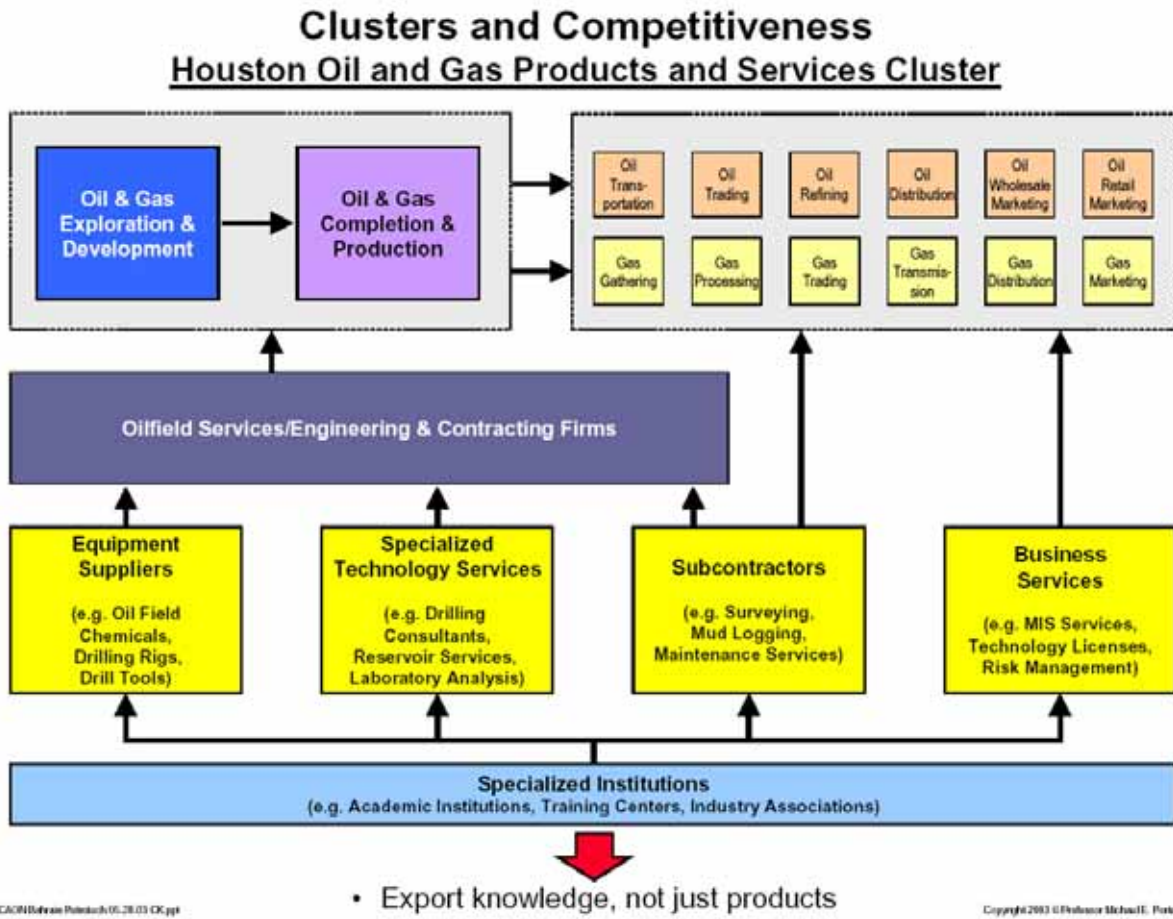 Clusters and Competitiveness
Houston Oil and Gas Products and Services Cluster
Oil & Gas
Exploration &
Development
Oil & Gas
Completion &
Production
Oil
Trans-
portation
Oil
Trading
Oil
Refining
Oil
Distribution
Oil
Wholesale
Marketing
Oil
Retail
Marketing
Gas
Gathering
Gas
Processing
Gas
Trading
Gas
Transmis-
sion
Gas
Distribution
Gas
Marketing
Oilfield Services/Engineering & Contracting Firms
Equipment
Suppliers
(e.g. Oil Field
Chemicals,
Drilling Rigs,
Drill Tools)
Specialized
Technology Services
(e.g. Drilling
Consultants,
Reservoir Services,
Laboratory Analysis)
Subcontractors
(e.g. Surveying,
Mud Logging,
Maintenance Services)
Business
Services
(e.g. MIS Services,
Technology Licenses,
Risk Management)
Specialized Institutions
(e.g. Academic Institutions, Training Centers, Industry Associations)
• Export knowledge, not just products
Copyright 2003 © Professor Michael E.